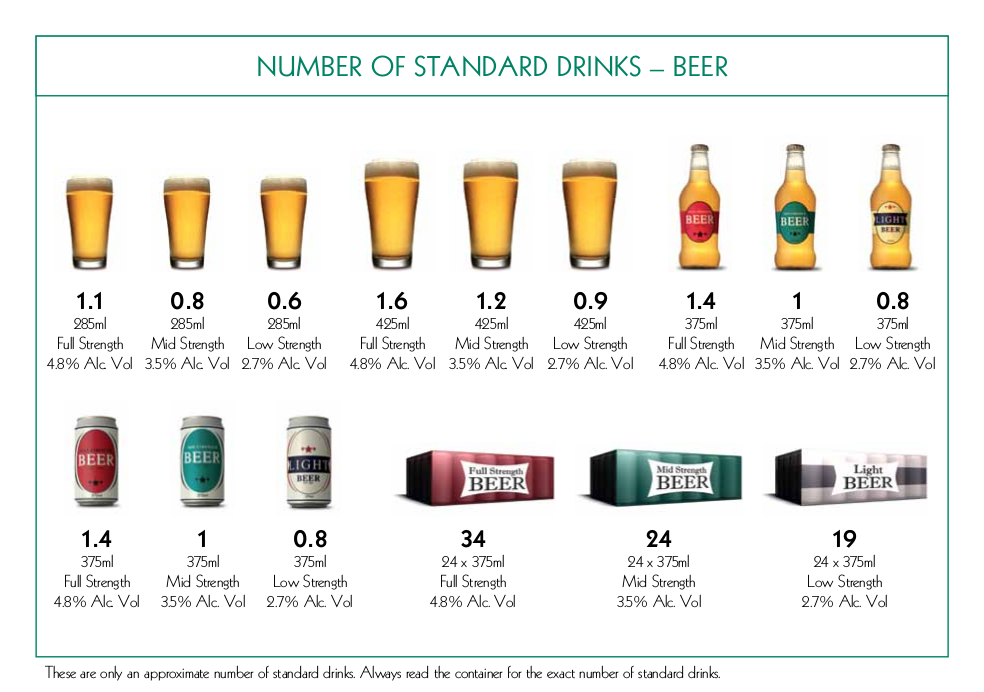 NUMBER OF STANDARD DRINKS – BEER
BEER
BEER
LIGHT
BEER
1.1
285ml
Full Strength
4.8% Alc. Vol
0.8
285ml
Mid Strength
3.5% Alc. Vol
0.6
285ml
Low Strength
2.7% Alc. Vol
1.6
425ml
Full Strength
4.8% Alc. Vol
1.2
425ml
Mid Strength
3.5% Alc. Vol
0.9
425ml
Low Strength
2.7% Alc. Vol
1.4
375ml
Full Strength
4.8% Alc. Vol
1
375ml
Mid Strength
3.5% Alc. Vol
0.8
375ml
Low Strength
2.7% Alc. Vol
BEER
BEER
LIGHT
BEER
Full Strength
BEER
Mid Strength
BEER
Light
BEER
1.4
375ml
Full Strength
4.8% Alc. Vol
1
375ml
Mid Strength
3.5% Alc. Vol
0.8
375ml
Low Strength
2.7% Alc. Vol
34
24 x 375ml
Full Strength
4.8% Alc. Vol
24
24 x 375ml
Mid Strength
3.5% Alc. Vol
19
24 x 375ml
Low Strength
2.7% Alc. Vol
These are only an approximate number of standard drinks. Always read the container for the exact number of standard drinks.